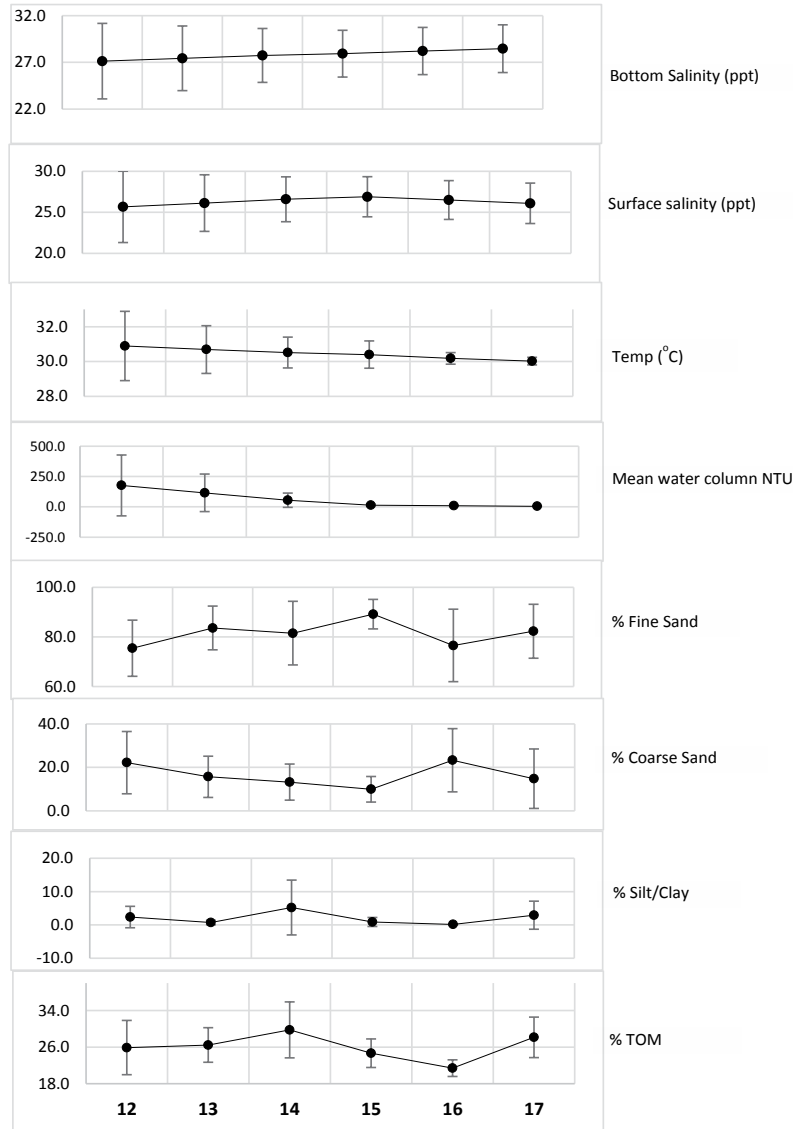 32.0
27.0
22.0
Bottom Salinity (ppt)
30.0
25.0
20.0
Surface salinity (ppt)
32.0
30.0
28.0
Temp (°C)
500.0
250.0
0.0
-250.0
Mean water column NTU
100.0
80.0
60.0
% Fine Sand
40.0
20.0
0.0
% Coarse Sand
20.0
10.0
0.0
-10.0
% Silt/Clay
34.0
26.0
18.0
% TOM
12 13 14 15 16 17